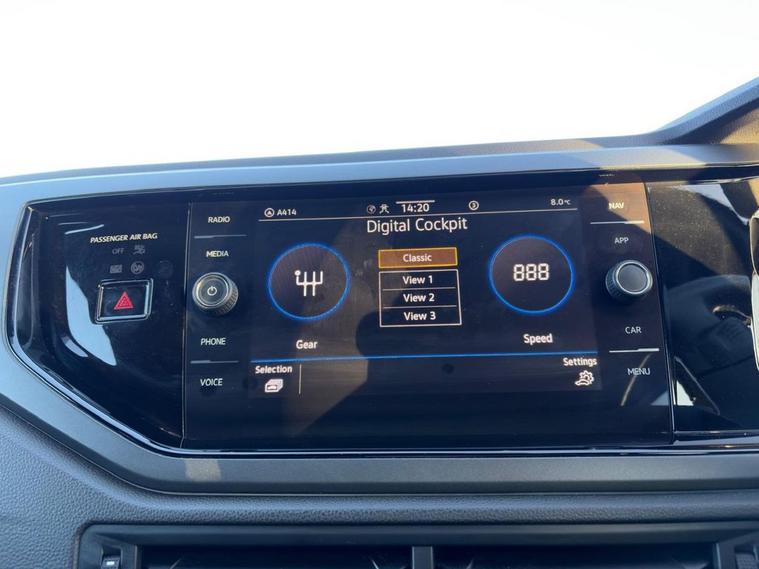 PASSENGER AIR BAG
OFF
RADIO
MEDIA
PHONE
VOICE
A414
14:20
3
8.0°C
Digital Cockpit
Classic
View 1
View 2
View 3
Gear
888
Speed
Selection
Settings
NAV
APP
CAR
MENU